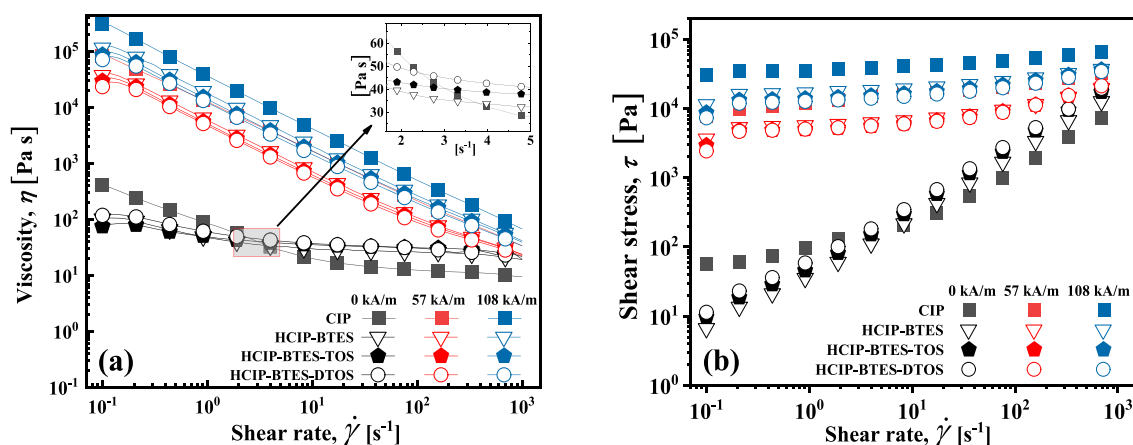 10⁵
10⁴
10³
10²
10¹
10⁰
10⁻¹
Viscosity, η [Pa s]
60
50
40
30
[Pa s]
2 3 4 5
[s⁻¹]
0 kA/m 57 kA/m 108 kA/m
CIP
HCIP-BTES
HCIP-BTES-TOS
HCIP-BTES-DTOS
(a)
10⁻¹ 10⁰ 10¹ 10² 10³
Shear rate, γ̇ [s⁻¹]
10⁵
10⁴
10³
10²
10¹
10⁰
Shear stress, τ [Pa]
0 kA/m 57 kA/m 108 kA/m
CIP
HCIP-BTES
HCIP-BTES-TOS
HCIP-BTES-DTOS
(b)
10⁻¹ 10⁰ 10¹ 10² 10³
Shear rate, γ̇ [s⁻¹]